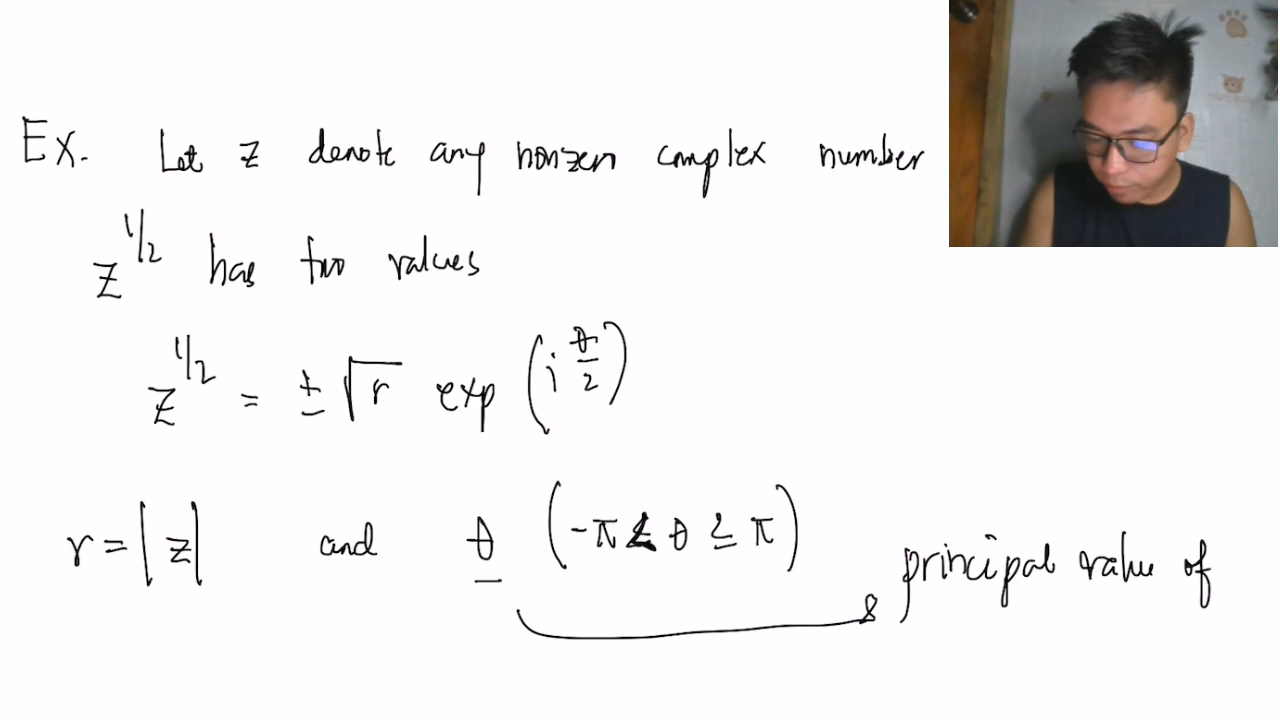 Ex. Let z denote any nonzero complex number
z^{1/2} has two values
z^{1/2} = ± √r exp (i θ/2)
r = |z| and θ (-π < θ ≤ π) principal value of